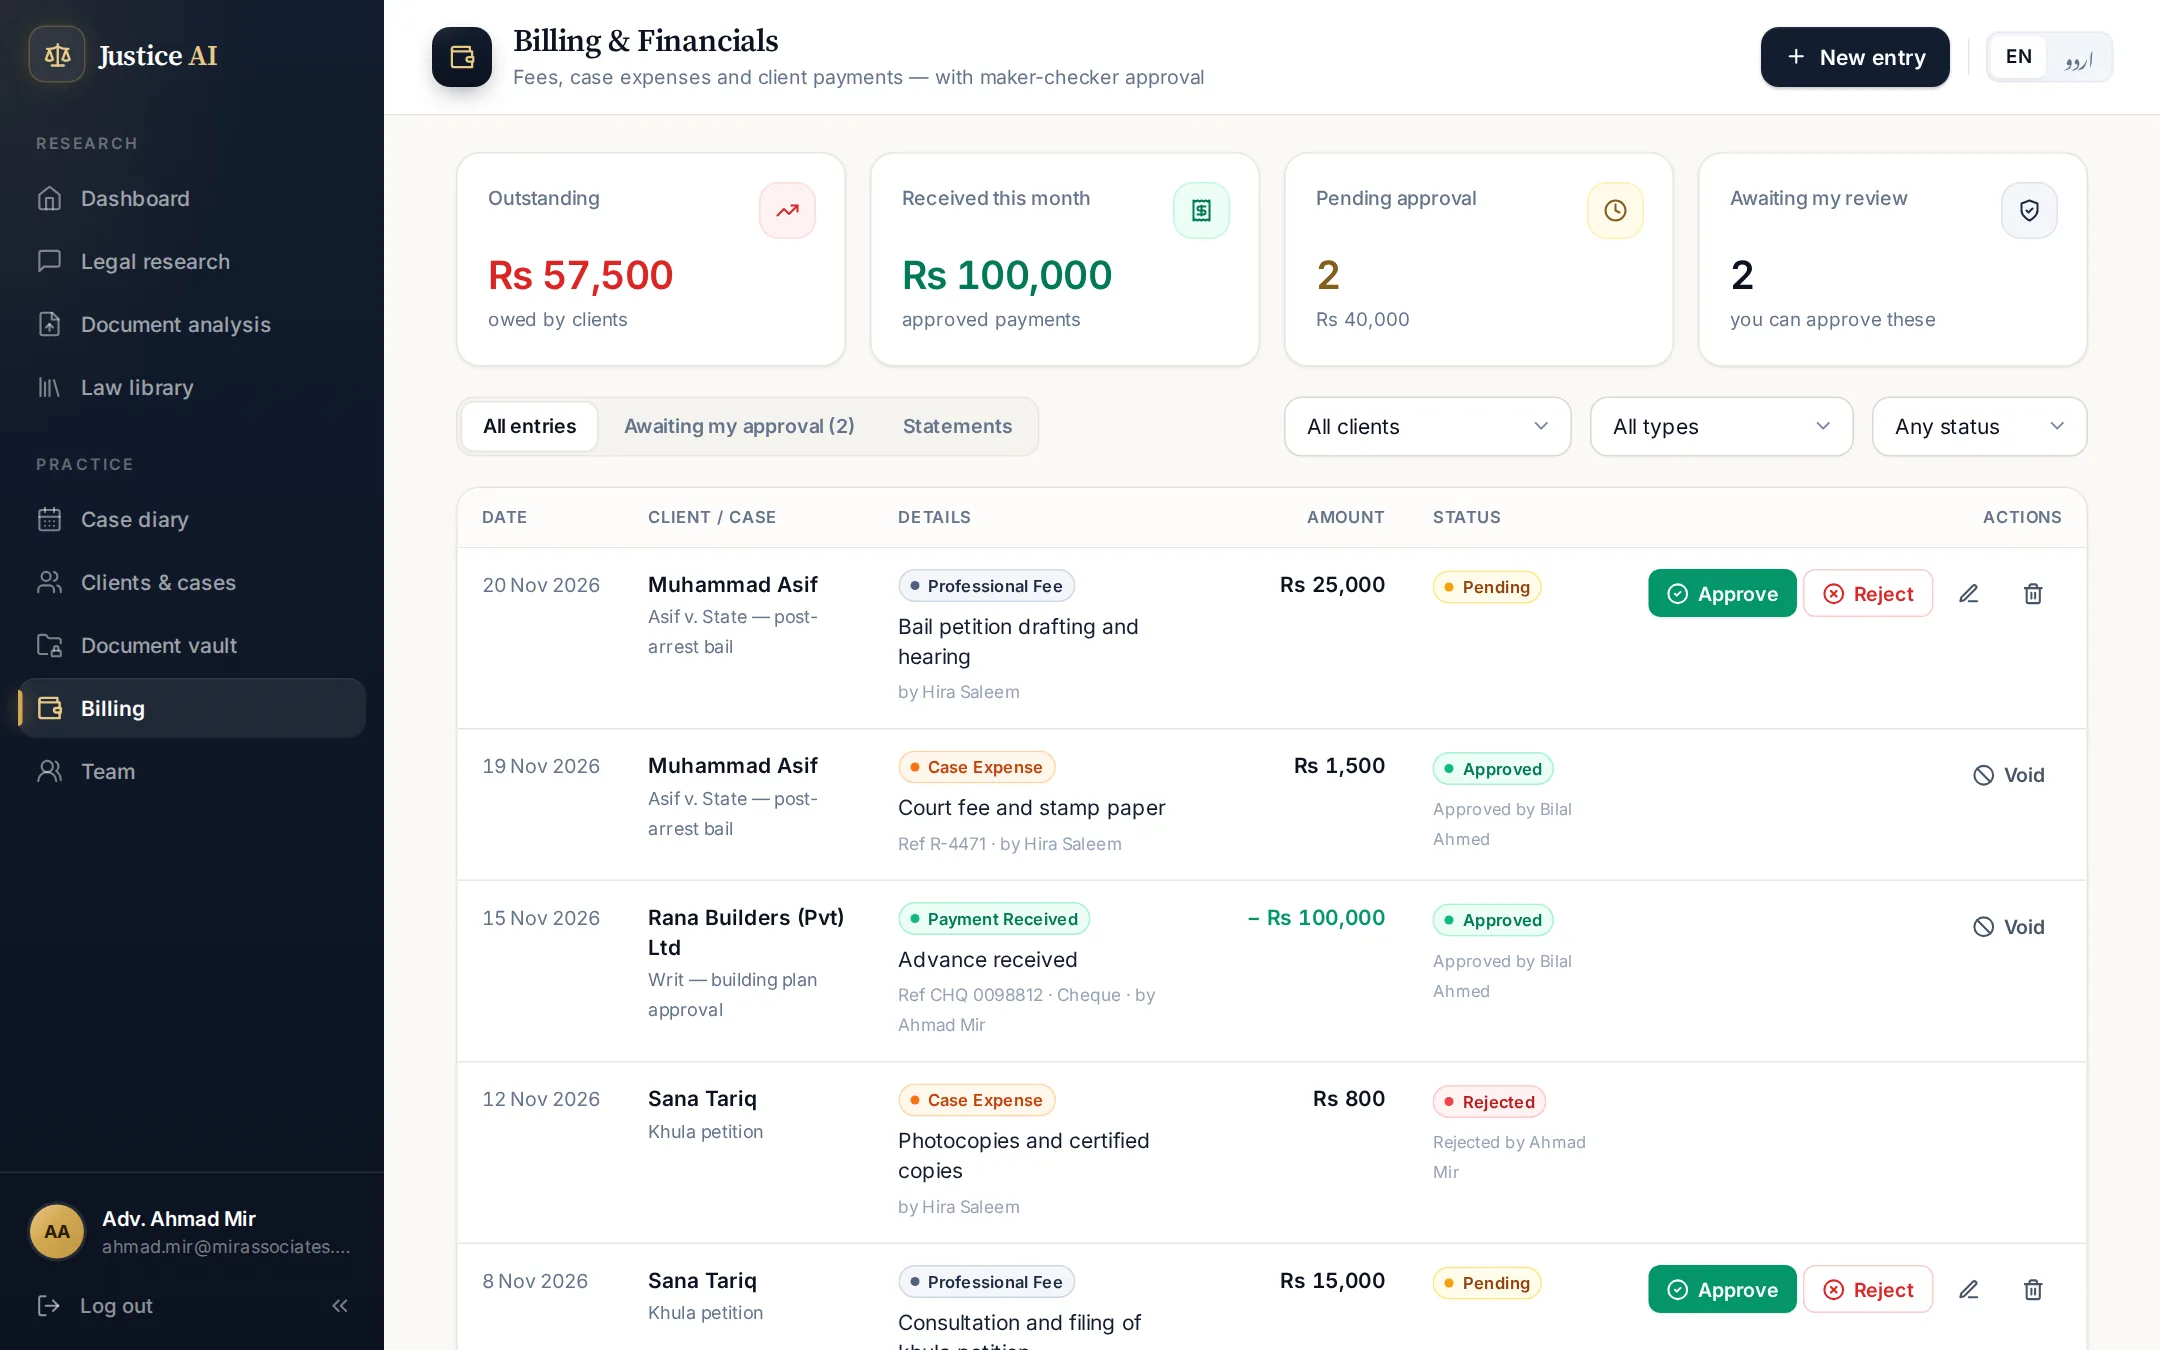 Justice AI
RESEARCH
Dashboard
Legal research
Document analysis
Law library
PRACTICE
Case diary
Clients & cases
Document vault
Billing
Team
AA
Adv. Ahmad Mir
ahmad.mir@mirassociates....
Log out
Billing & Financials
Fees, case expenses and client payments — with maker-checker approval
New entry
EN
اردو
Outstanding
Rs 57,500
owed by clients
Received this month
Rs 100,000
approved payments
Pending approval
2
Rs 40,000
Awaiting my review
2
you can approve these
All entries
Awaiting my approval (2)
Statements
All clients
All types
Any status
DATE CLIENT / CASE DETAILS AMOUNT STATUS ACTIONS
20 Nov 2026
Muhammad Asif
Asif v. State — post-
arrest bail
Professional Fee
Bail petition drafting and
hearing
by Hira Saleem
Rs 25,000
Pending
Approve
Reject
19 Nov 2026
Muhammad Asif
Asif v. State — post-
arrest bail
Case Expense
Court fee and stamp paper
Ref R-4471 · by Hira Saleem
Rs 1,500
Approved
Approved by Bilal
Ahmed
Void
15 Nov 2026
Rana Builders (Pvt)
Ltd
Writ — building plan
approval
Payment Received
Advance received
Ref CHQ 0098812 · Cheque · by
Ahmad Mir
– Rs 100,000
Approved
Approved by Bilal
Ahmed
Void
12 Nov 2026
Sana Tariq
Khula petition
Case Expense
Photocopies and certified
copies
by Hira Saleem
Rs 800
Rejected
Rejected by Ahmad
Mir
8 Nov 2026
Sana Tariq
Khula petition
Professional Fee
Consultation and filing of
khula petition
Rs 15,000
Pending
Approve
Reject